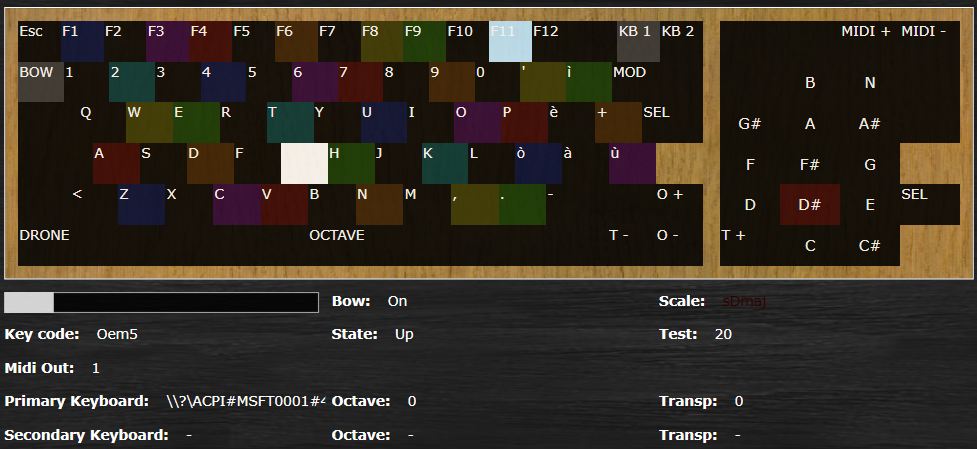 Esc F1 F2 F3 F4 F5 F6 F7 F8 F9 F10 F11 F12 KB 1 KB 2 MIDI + MIDI -
BOW 1 2 3 4 5 6 7 8 9 0 ' ì MOD B N
Q W E R T Y U I O P è + SEL G# A A#
A S D F H J K L ò à ù F F# G
< Z X C V B N M , . - O + D D# E SEL
DRONE OCTAVE T - O - T + C C#
Bow: On Scale: sDmaj
Key code: Oem5 State: Up Test: 20
Midi Out: 1
Primary Keyboard: \\?\ACPI#MSFT0001#4 Octave: 0 Transp: 0
Secondary Keyboard: - Octave: - Transp: -